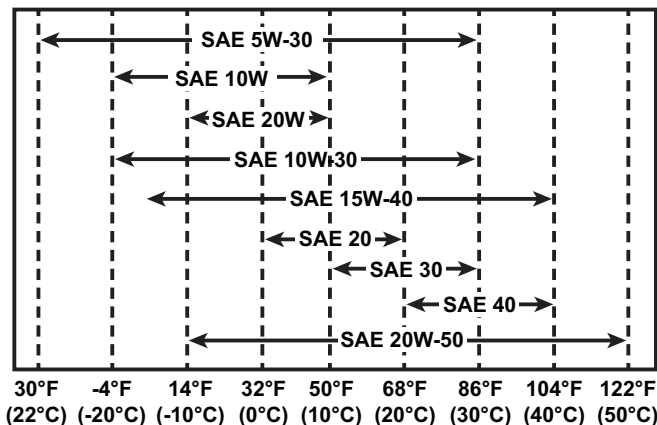 SAE 5W-30
SAE 10W
SAE 20W
SAE 10W-30
SAE 15W-40
SAE 20
SAE 30
SAE 40
SAE 20W-50
30°F -4°F 14°F 32°F 50°F 68°F 86°F 104°F 122°F
(22°C) (-20°C) (-10°C) (0°C) (10°C) (20°C) (30°C) (40°C) (50°C)